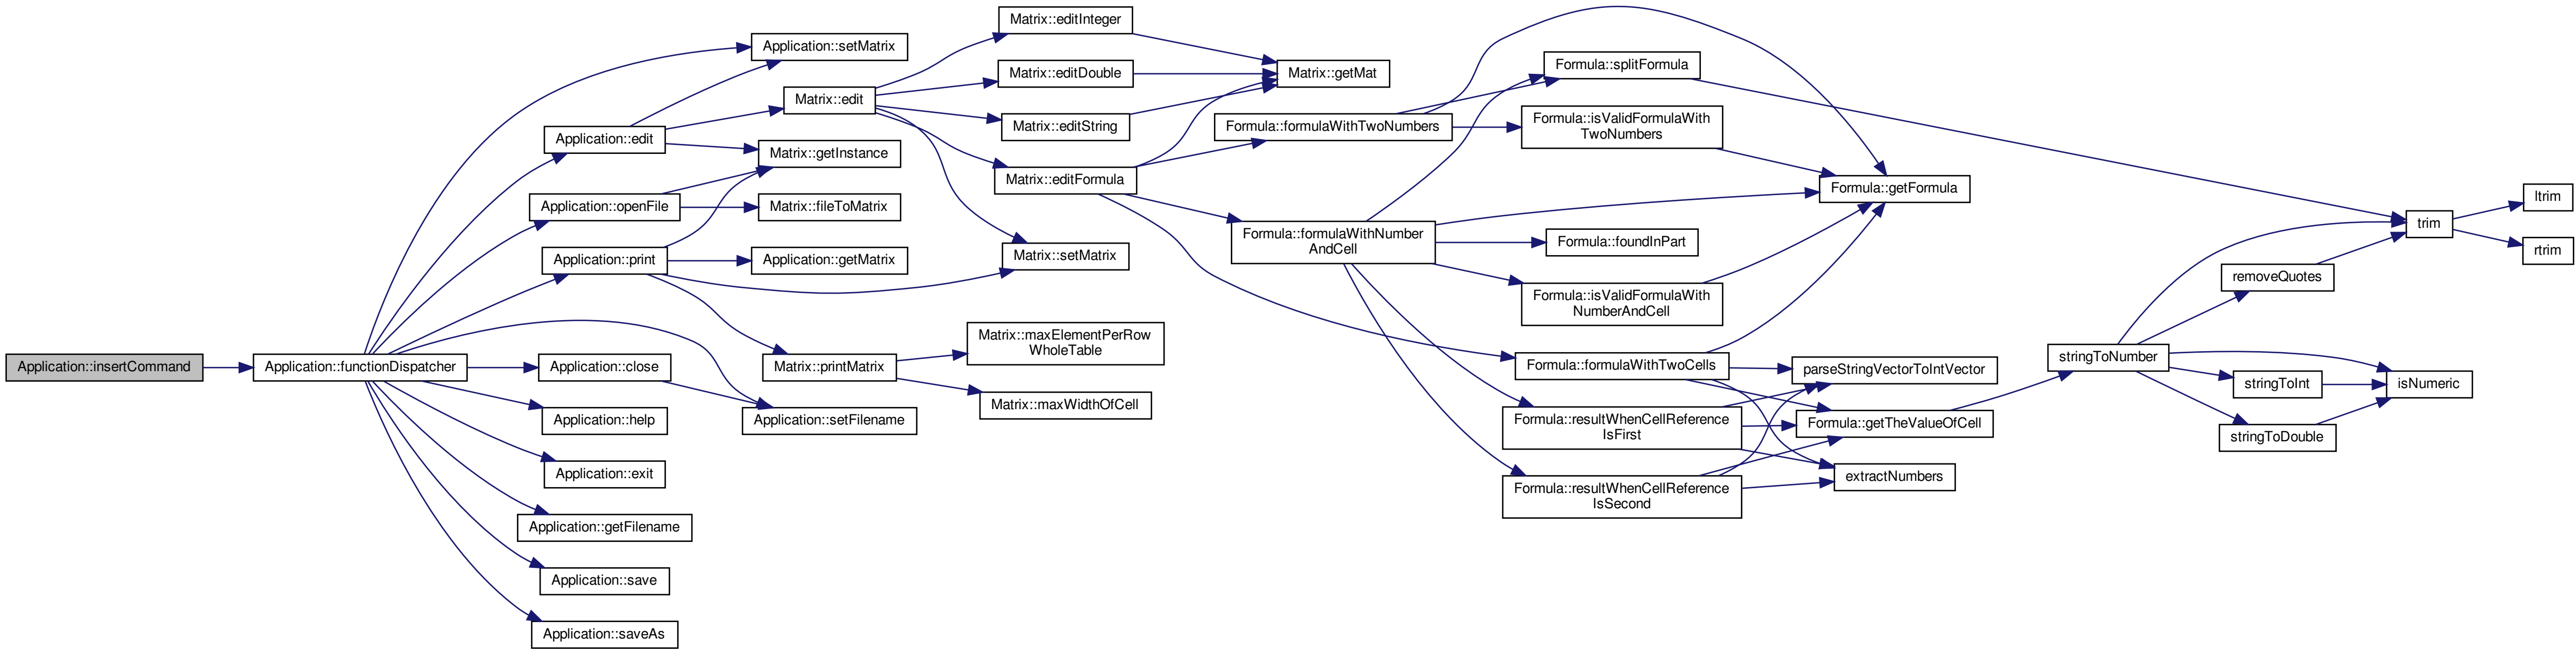 Application::insertCommand
Application::functionDispatcher
Application::setMatrix
Application::edit
Application::openFile
Application::print
Application::close
Application::help
Application::exit
Application::getFilename
Application::save
Application::saveAs
Matrix::edit
Matrix::getInstance
Matrix::fileToMatrix
Application::getMatrix
Matrix::printMatrix
Application::setFilename
Matrix::editInteger
Matrix::editDouble
Matrix::editString
Matrix::editFormula
Matrix::setMatrix
Matrix::maxElementPerRow
WholeTable
Matrix::maxWidthOfCell
Matrix::getMat
Formula::formulaWithTwoNumbers
Formula::formulaWithNumber
AndCell
Formula::splitFormula
Formula::isValidFormulaWith
TwoNumbers
Formula::foundInPart
Formula::isValidFormulaWith
NumberAndCell
Formula::formulaWithTwoCells
Formula::resultWhenCellReference
IsFirst
Formula::resultWhenCellReference
IsSecond
Formula::getFormula
parseStringVectorToIntVector
Formula::getTheValueOfCell
extractNumbers
stringToNumber
removeQuotes
stringToInt
stringToDouble
trim
isNumeric
ltrim
rtrim